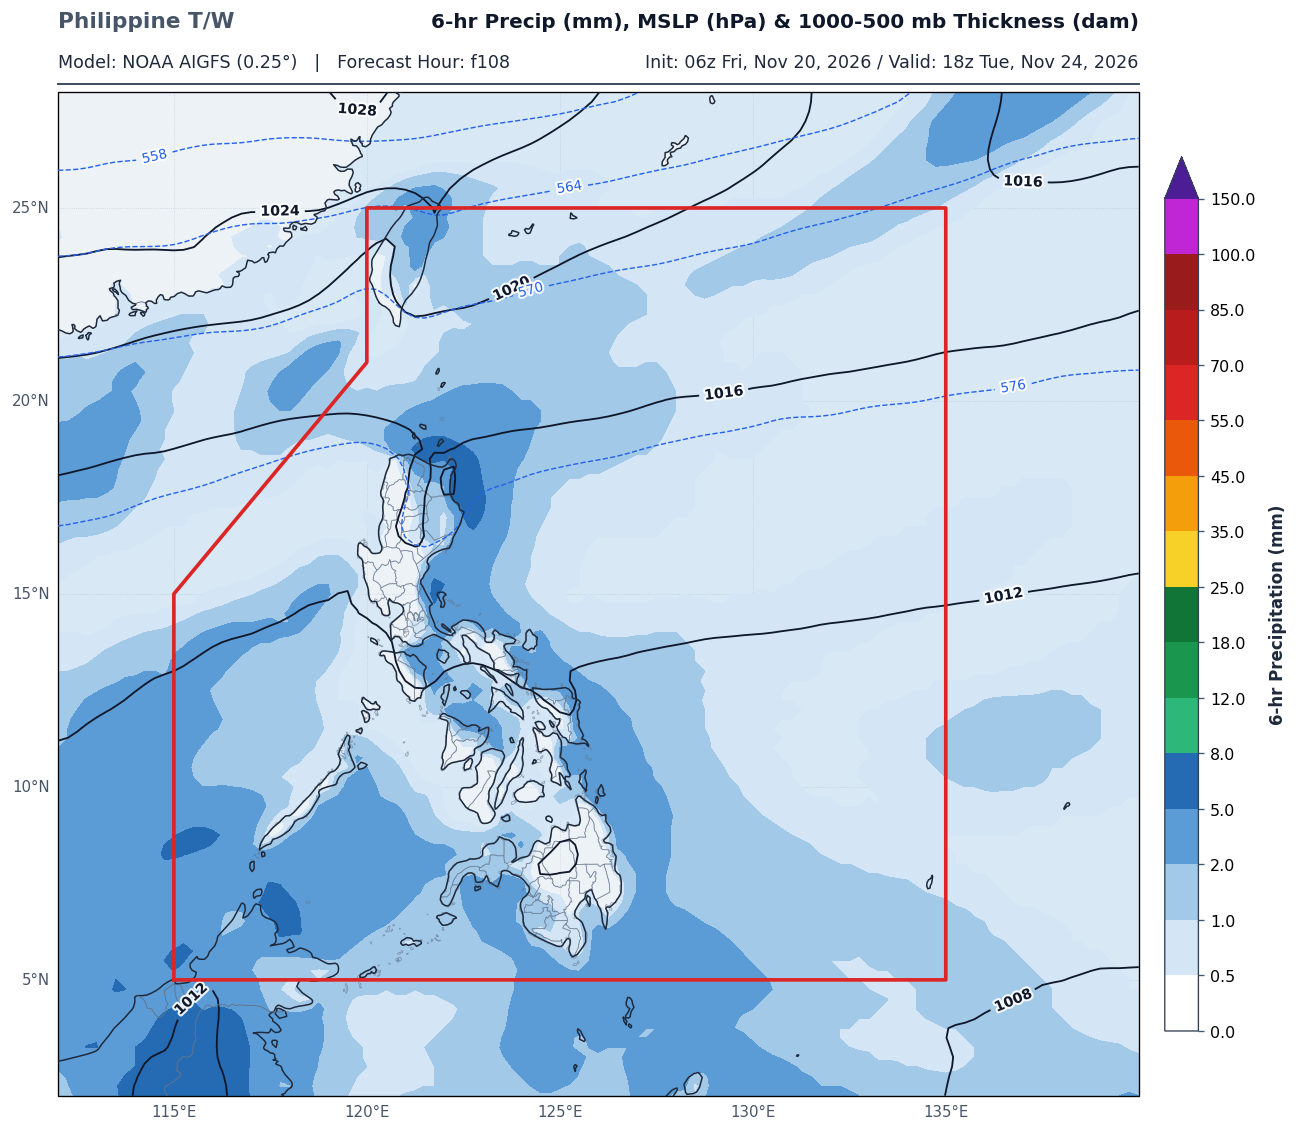 Philippine T/W
6-hr Precip (mm), MSLP (hPa) & 1000-500 mb Thickness (dam)
Model: NOAA AIGFS (0.25°)   |   Forecast Hour: f108
Init: 06z Fri, Nov 20, 2026 / Valid: 18z Tue, Nov 24, 2026
1028
558
564
1016
1024
25°N
1020
570
1016
576
20°N
1012
15°N
10°N
5°N
1012
1008
115°E
120°E
125°E
130°E
135°E
150.0
100.0
85.0
70.0
55.0
45.0
35.0
25.0
18.0
12.0
8.0
5.0
2.0
1.0
0.5
0.0
6-hr Precipitation (mm)